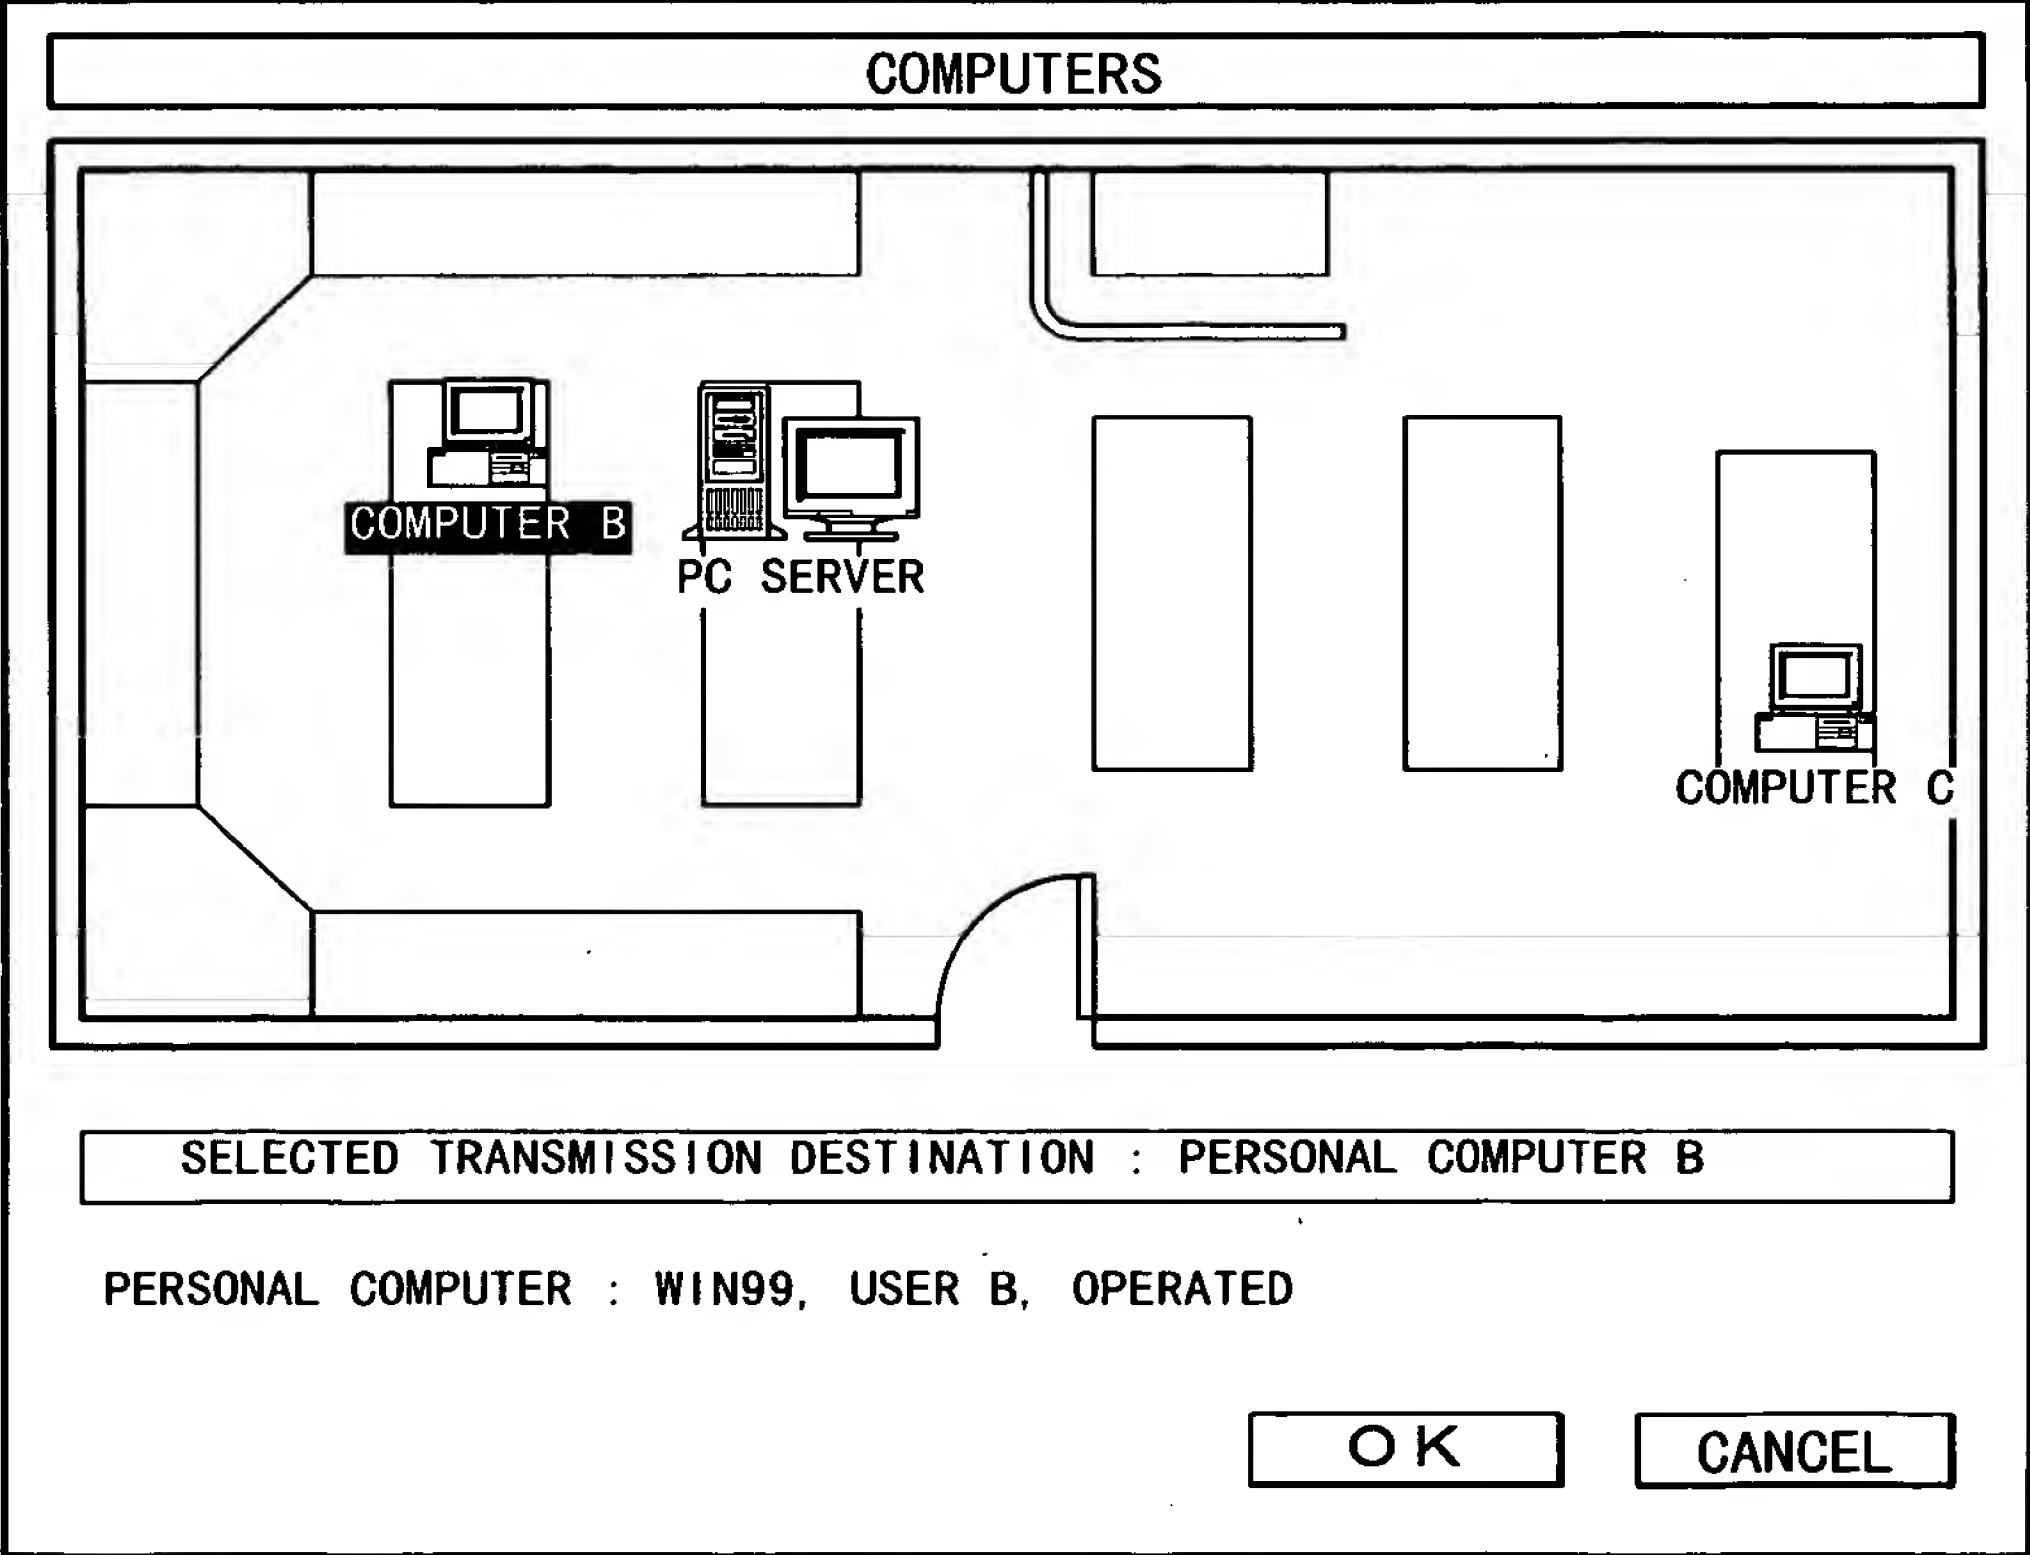 COMPUTERS
COMPUTER B
PC SERVER
COMPUTER C
SELECTED TRANSMISSION DESTINATION : PERSONAL COMPUTER B
PERSONAL COMPUTER : WIN99, USER B, OPERATED
OK
CANCEL